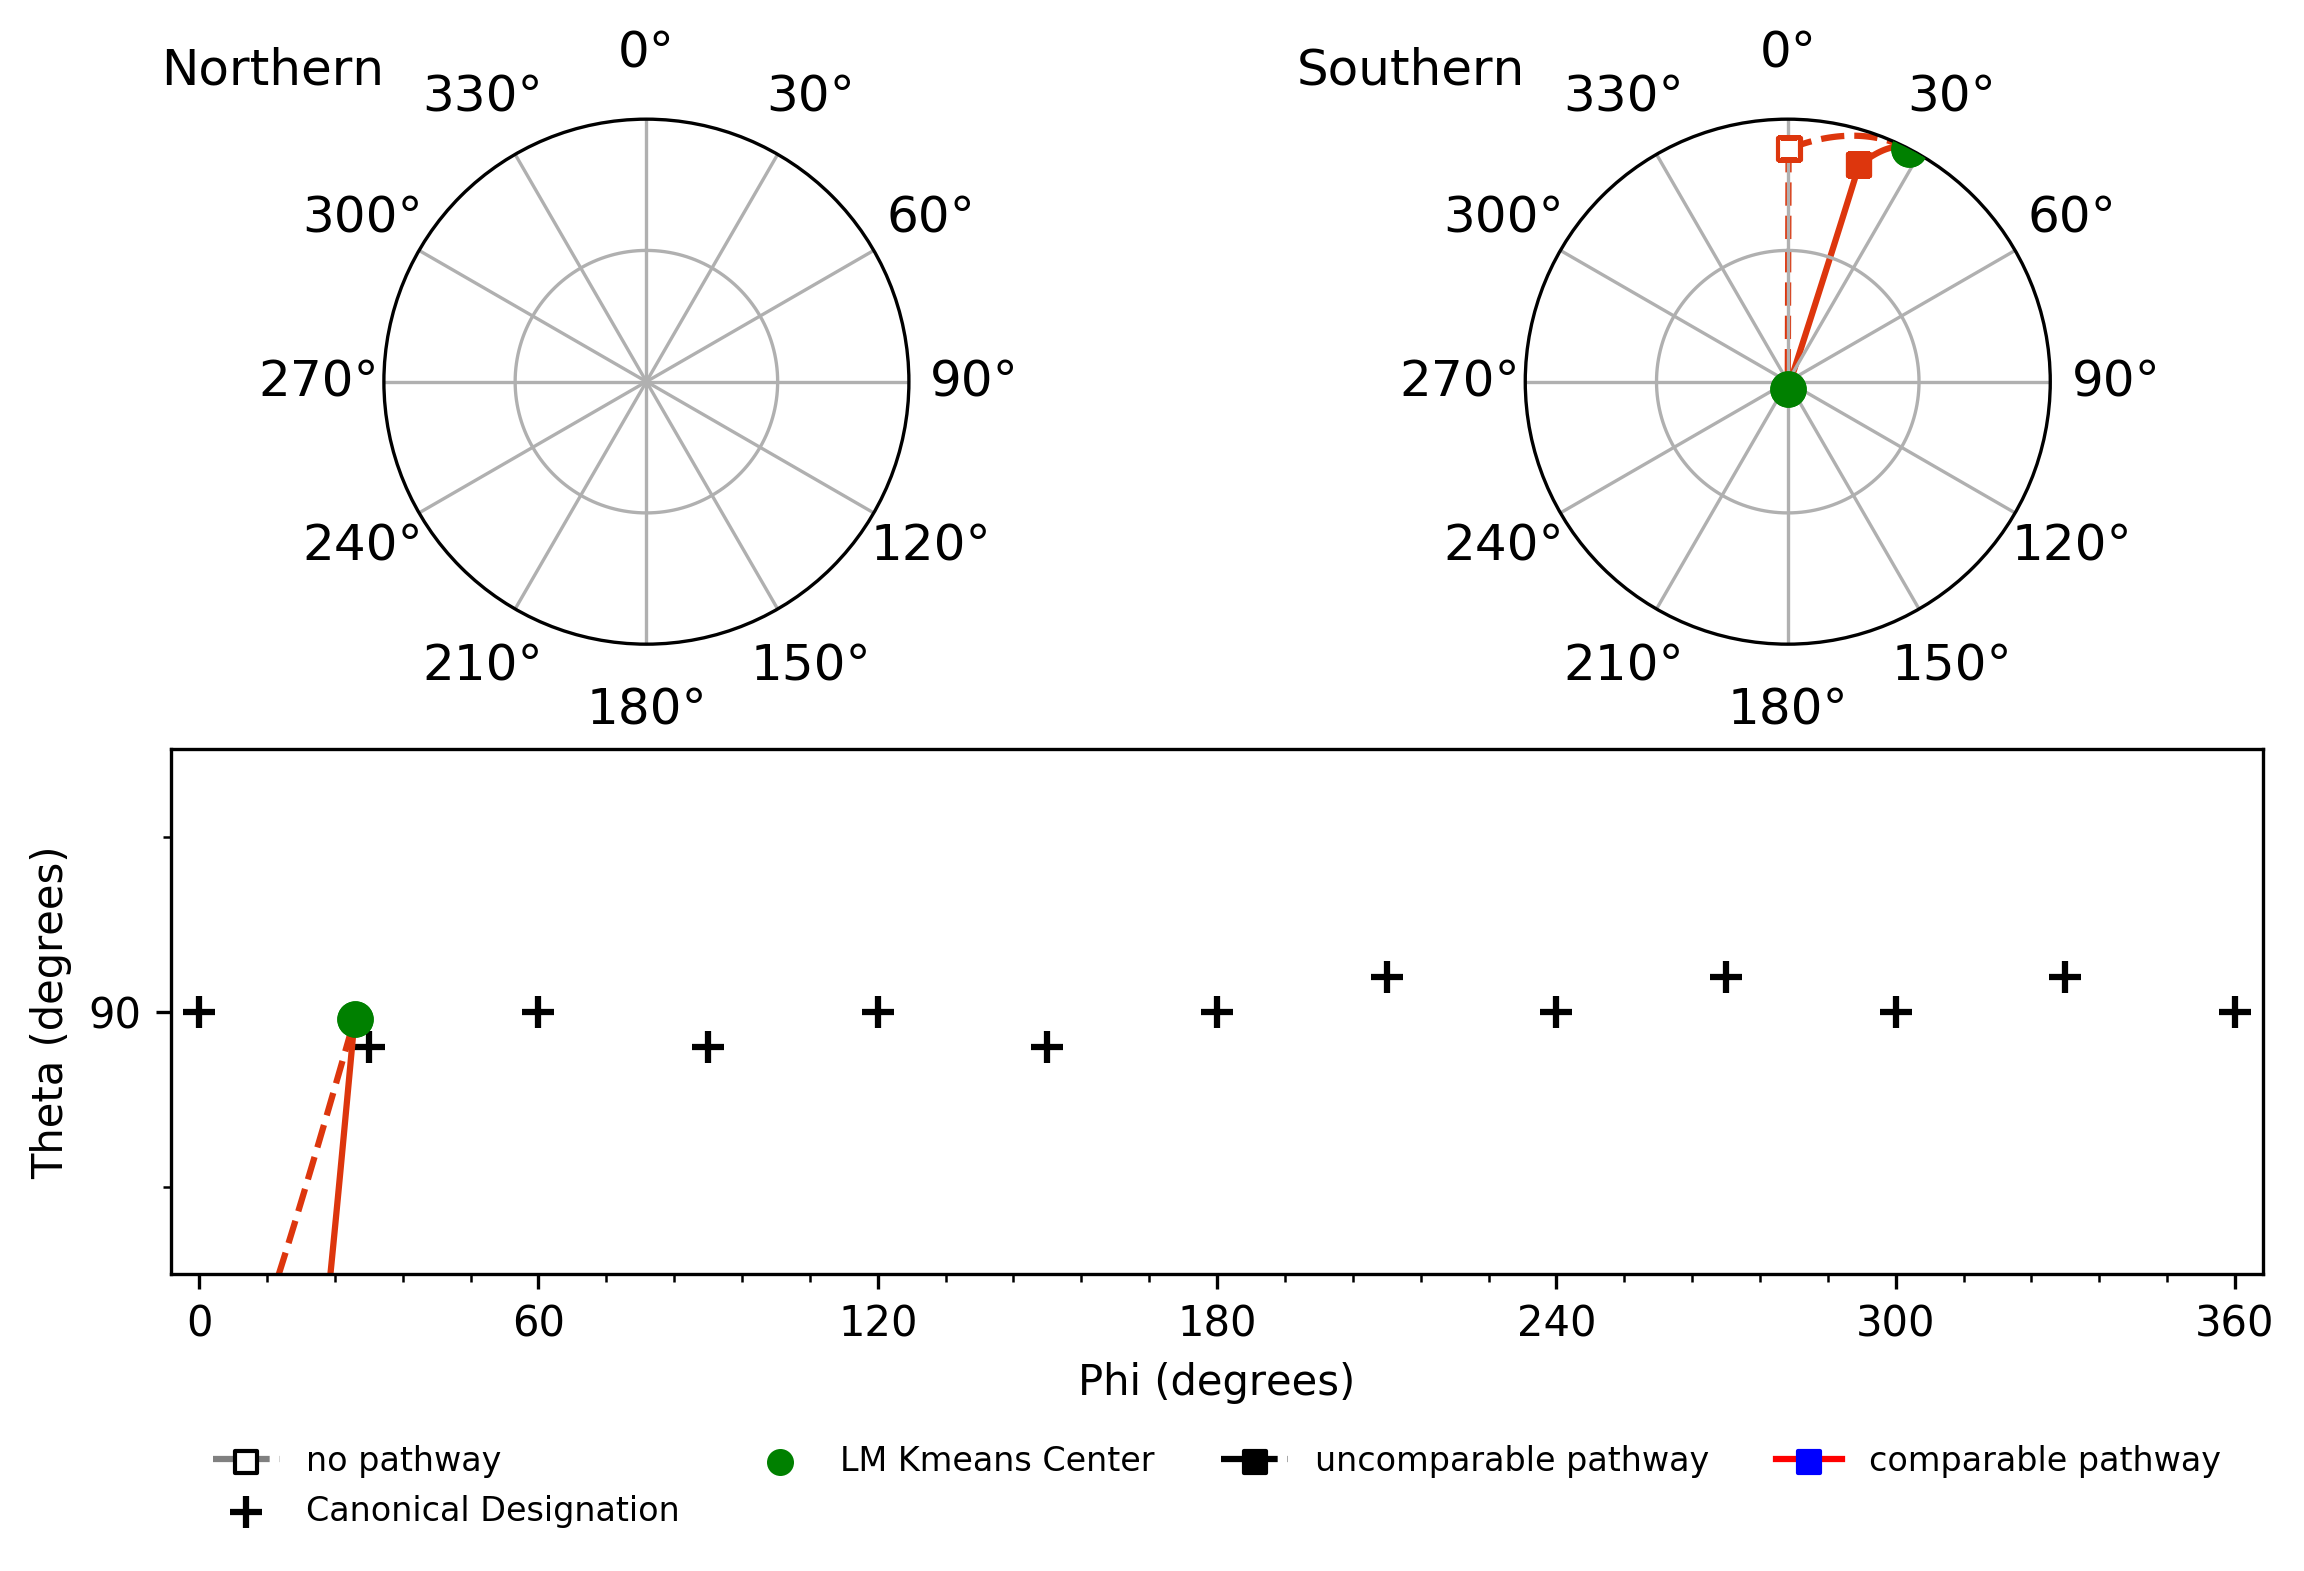 Northern
0°
30°
60°
90°
120°
150°
180°
210°
240°
270°
300°
330°
Southern
0°
30°
60°
90°
120°
150°
180°
210°
240°
270°
300°
330°
Theta (degrees)
90
0 60 120 180 240 300 360
Phi (degrees)
no pathway
Canonical Designation
LM Kmeans Center
uncomparable pathway
comparable pathway